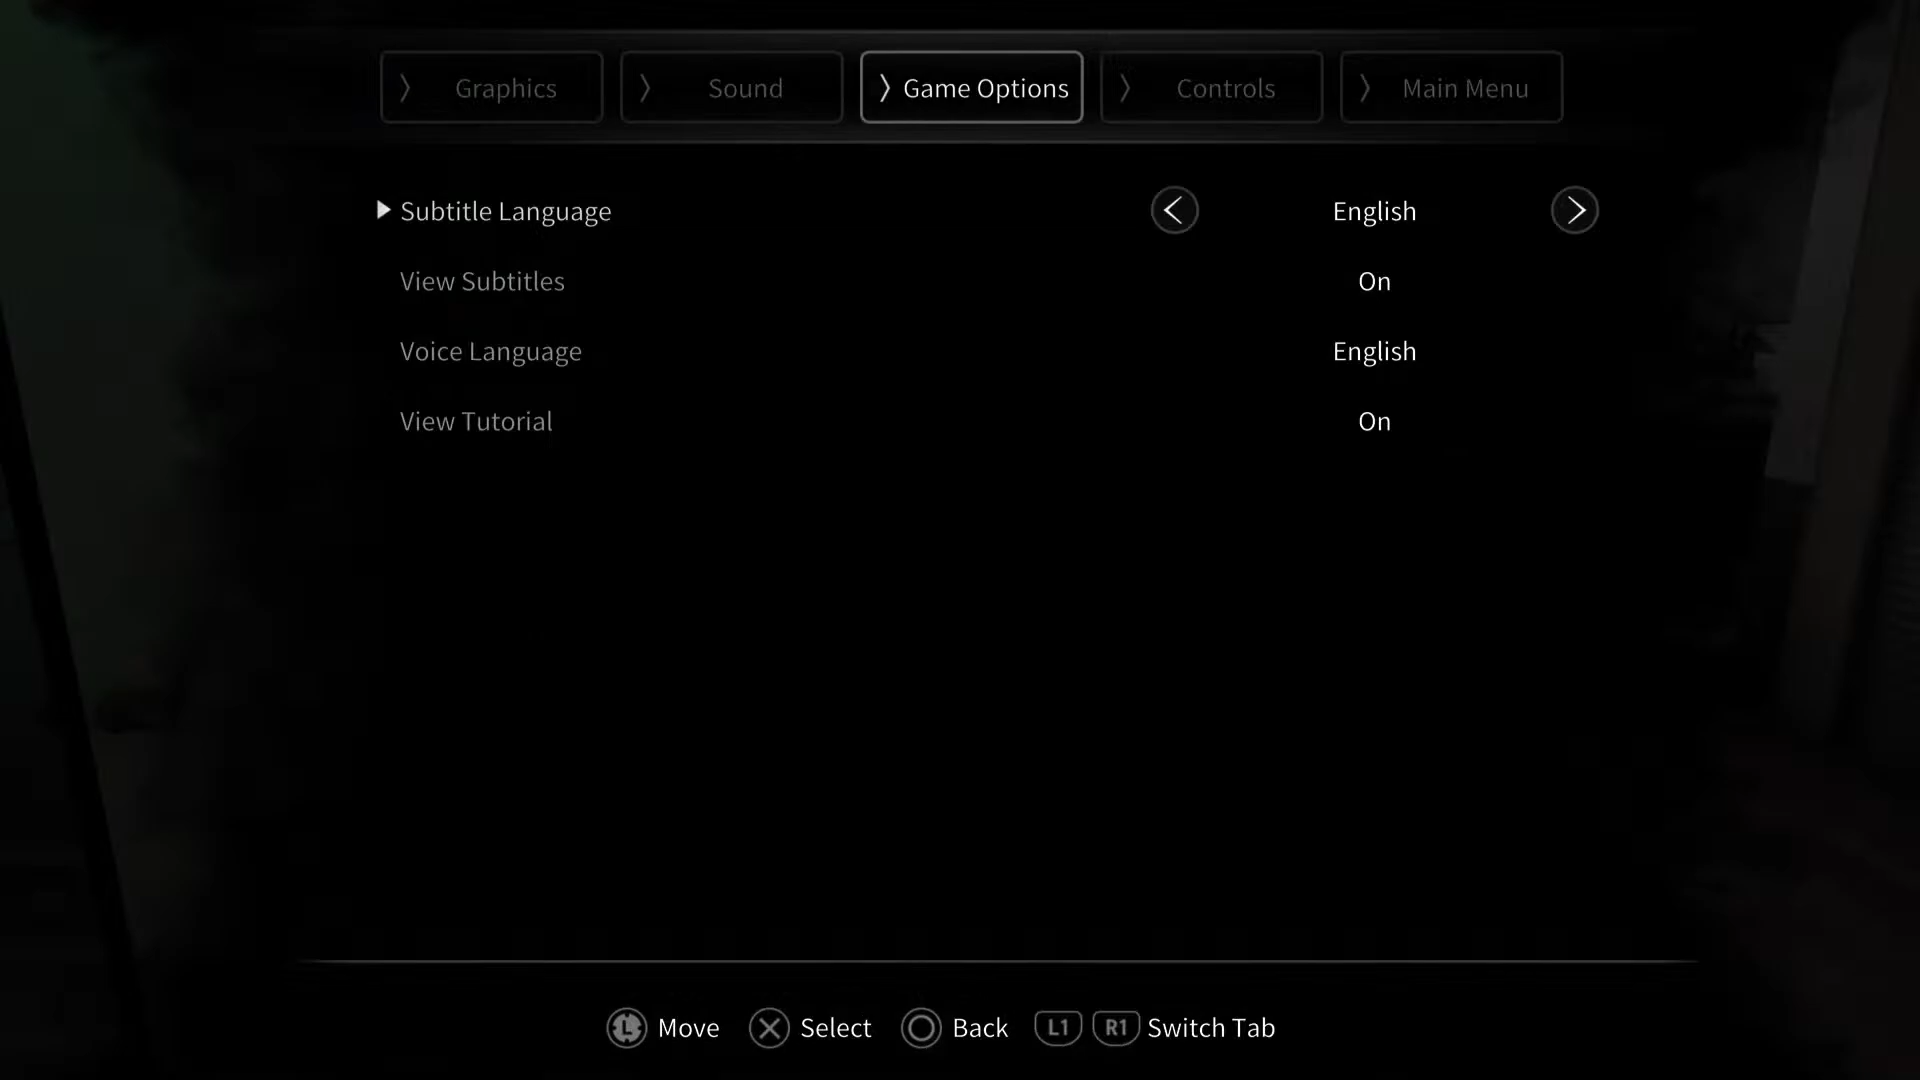 Graphics Sound Game Options Controls Main Menu
Subtitle Language English
View Subtitles On
Voice Language English
View Tutorial On
L Move Select Back L1 R1 Switch Tab